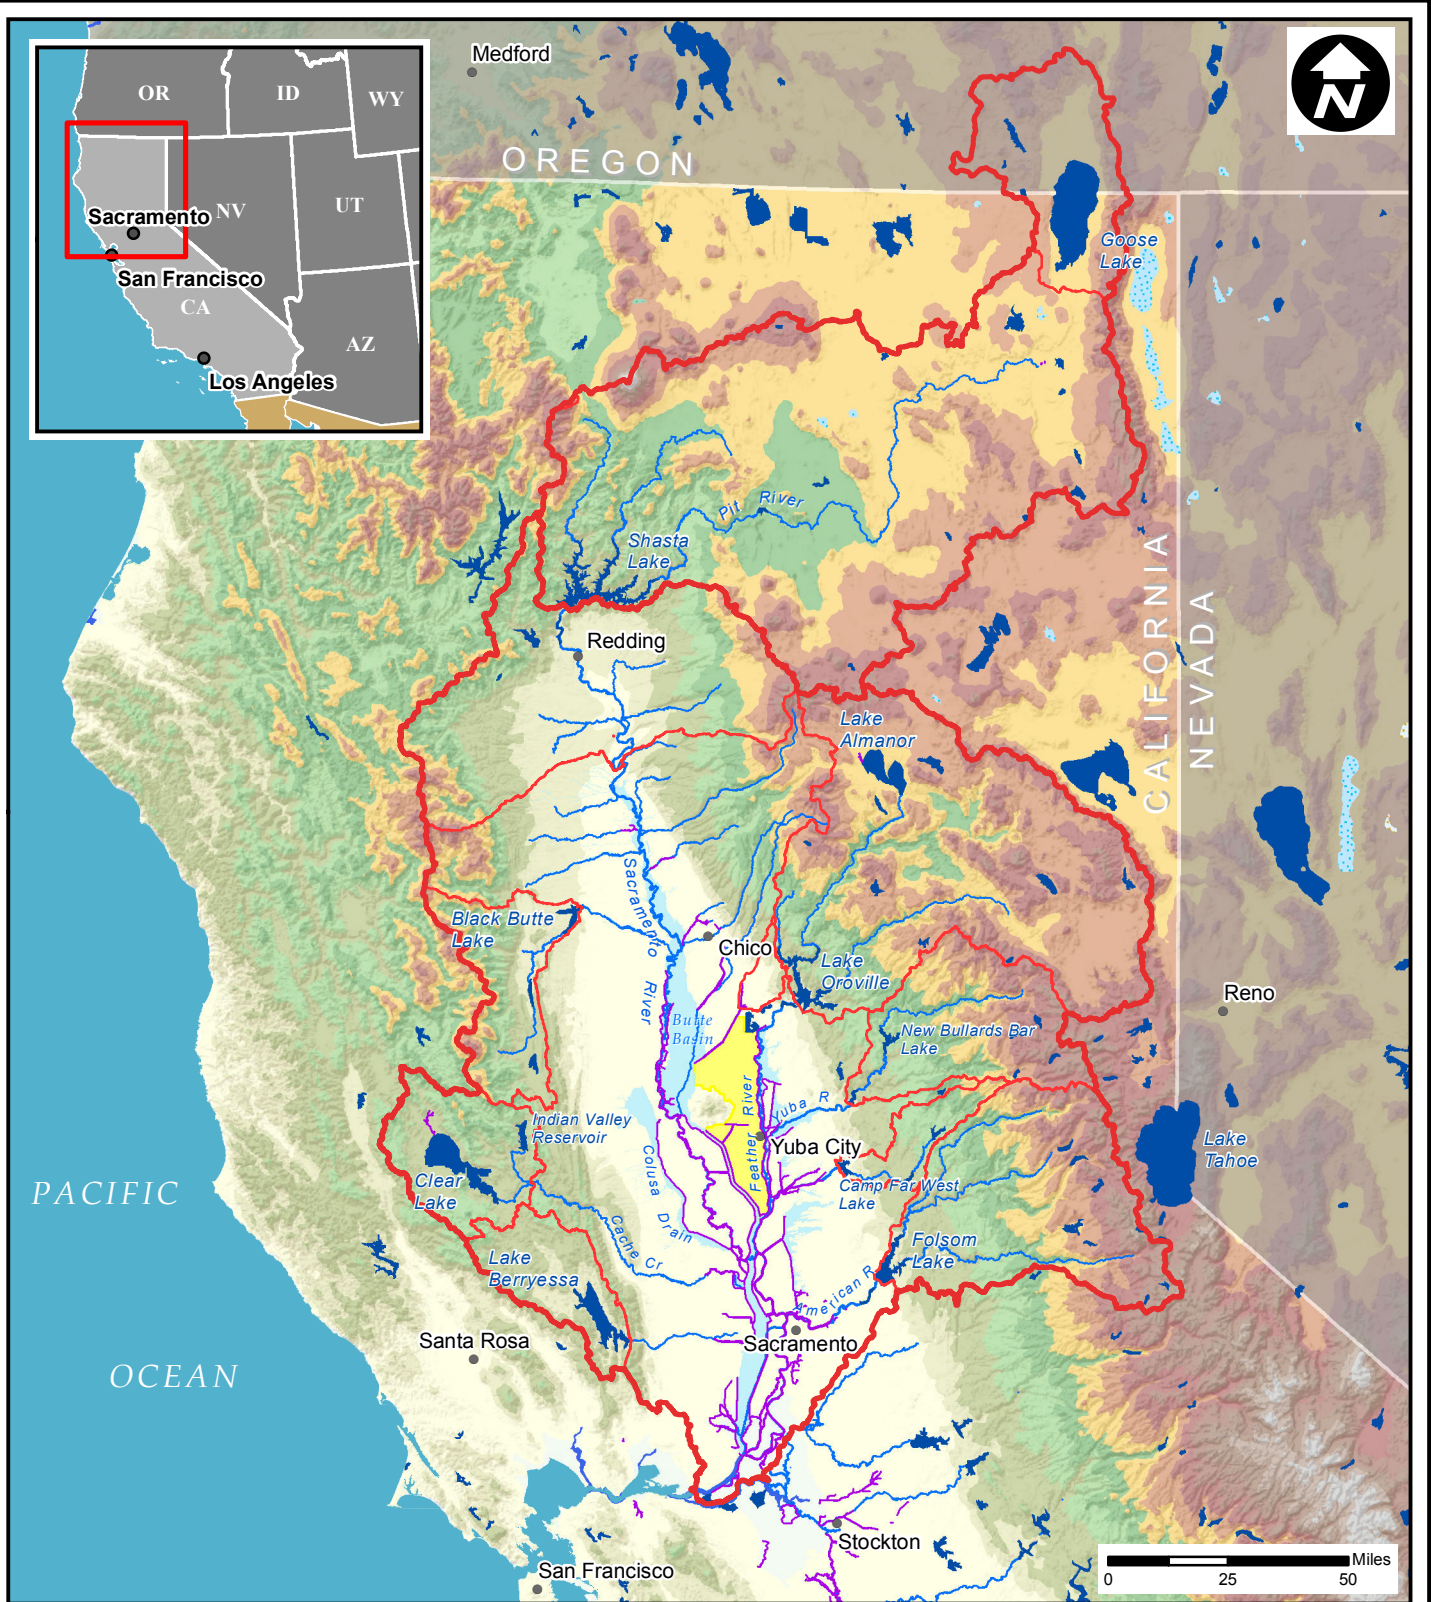 Medford
N
OR
ID
WY
OREGON
NV
UT
Sacramento
San Francisco
CA
AZ
Los Angeles
Goose
Lake
Pit River
Shasta
Lake
CALIFORNIA
NEVADA
Redding
Lake
Almanor
Sacramento River
Black Butte
Lake
Chico
Lake
Oroville
Reno
Butte
Basin
New Bullards Bar
Lake
Feather River
Yuba R
Indian Valley
Reservoir
Yuba City
Lake
Tahoe
Colusa Drain
Clear
Lake
Camp Far West
Lake
PACIFIC
Cache Cr
Folsom
Lake
Lake
Berryessa
American R
Santa Rosa
Sacramento
OCEAN
Stockton
San Francisco
Miles
0 25 50